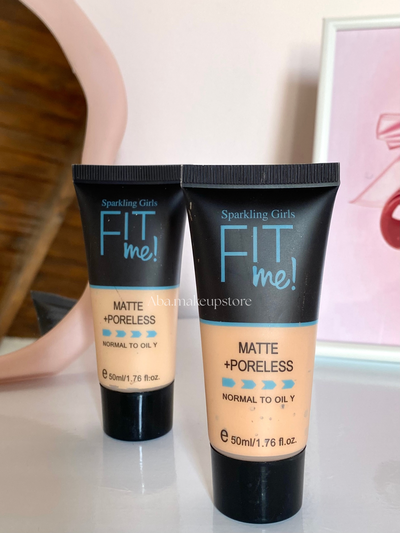 Sparkling Girls
FIT
me!
MATTE
+PORELESS
NORMAL TO OIL Y
e 50ml/1.76 fl.oz.
Sparkling Girls
FIT
me!
MATTE
+PORELESS
NORMAL TO OIL Y
e 50ml/1.76 fl.oz.
Aba.makeupstore